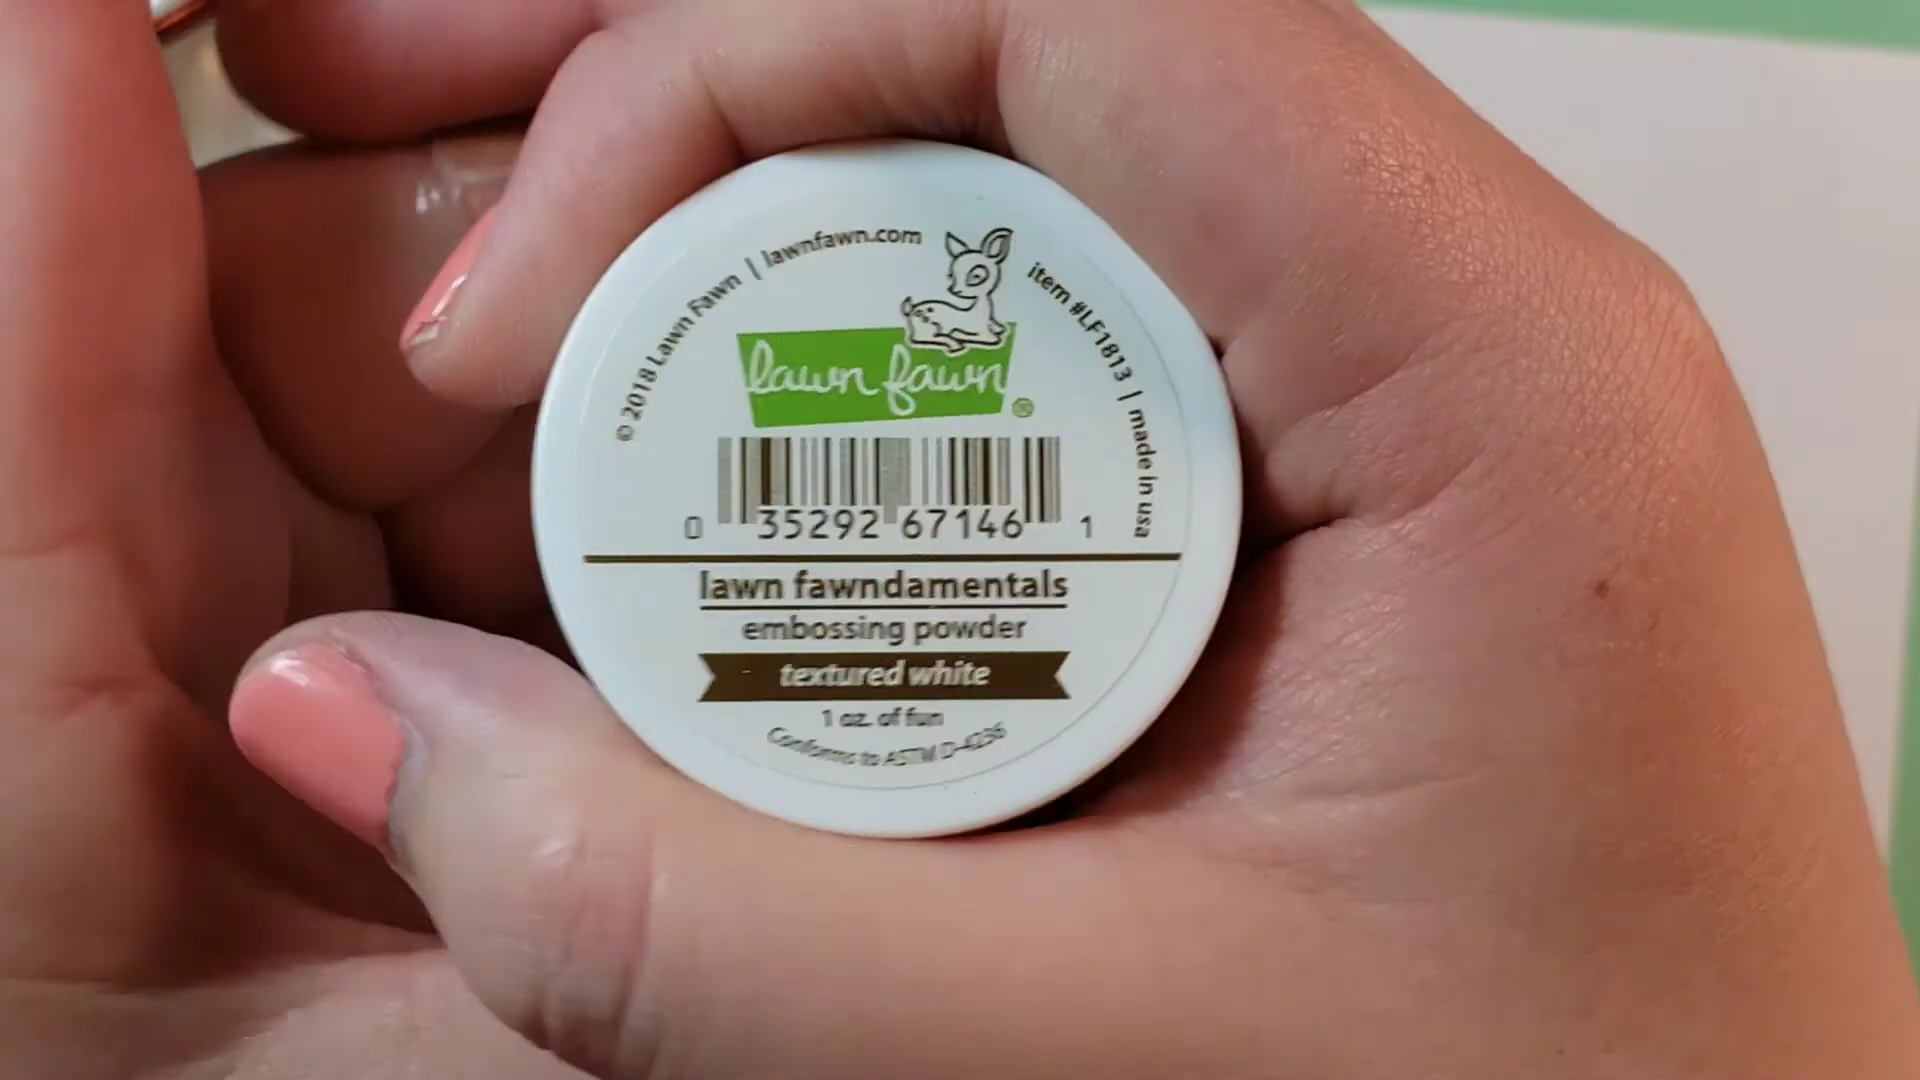 © 2018 Lawn Fawn | lawnfawn.com
item #LF1813 | made in usa
lawn fawn ®
0 35292 67146 1
lawn fawndamentals
embossing powder
textured white
1 oz. of fun
Conforms to ASTM D-4236